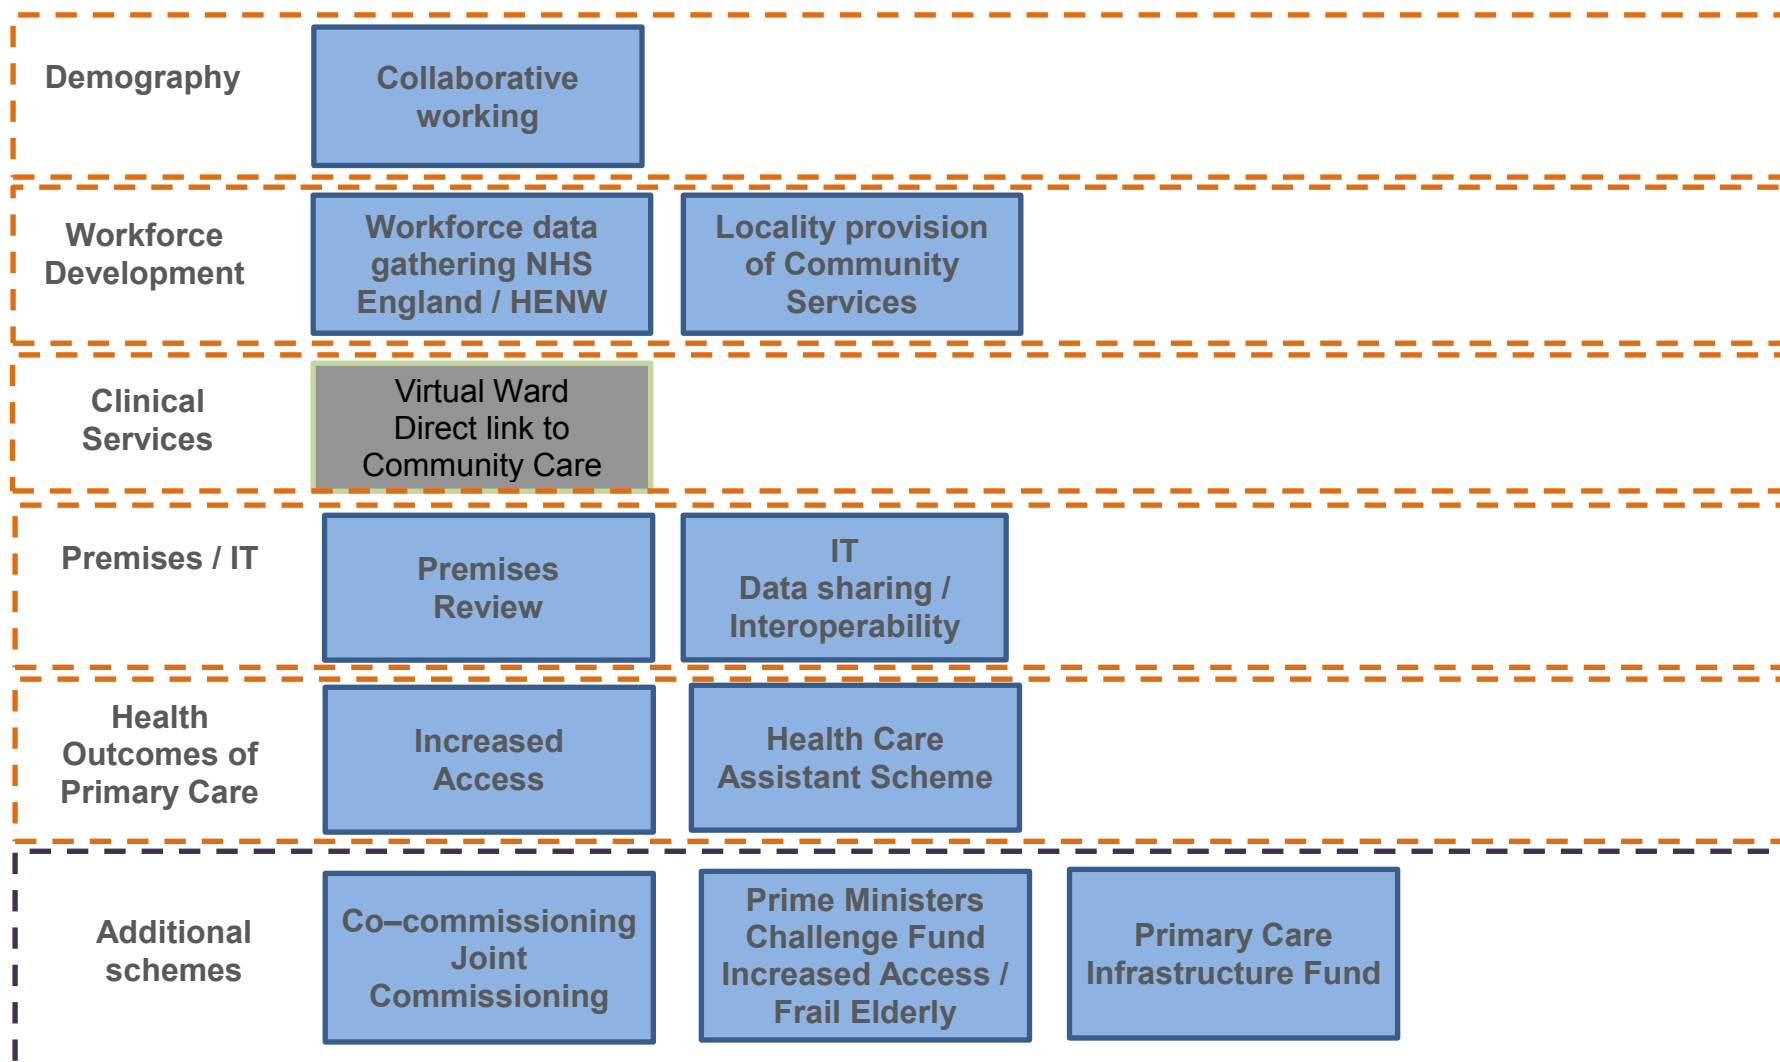 Demography
Collaborative
working
Workforce
Development
Workforce data
gathering NHS
England / HENW
Locality provision
of Community
Services
Clinical
Services
Virtual Ward
Direct link to
Community Care
Premises / IT
Premises
Review
IT
Data sharing /
Interoperability
Health
Outcomes of
Primary Care
Increased
Access
Health Care
Assistant Scheme
Additional
schemes
Co–commissioning
Joint
Commissioning
Prime Ministers
Challenge Fund
Increased Access /
Frail Elderly
Primary Care
Infrastructure Fund